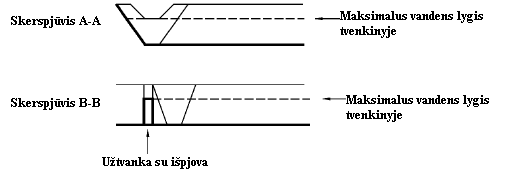 Skerspjūvis A-A
Maksimalus vandens lygis
tvenkinyje
Skerspjūvis B-B
Maksimalus vandens lygis
tvenkinyje
Užtvanka su išpjova